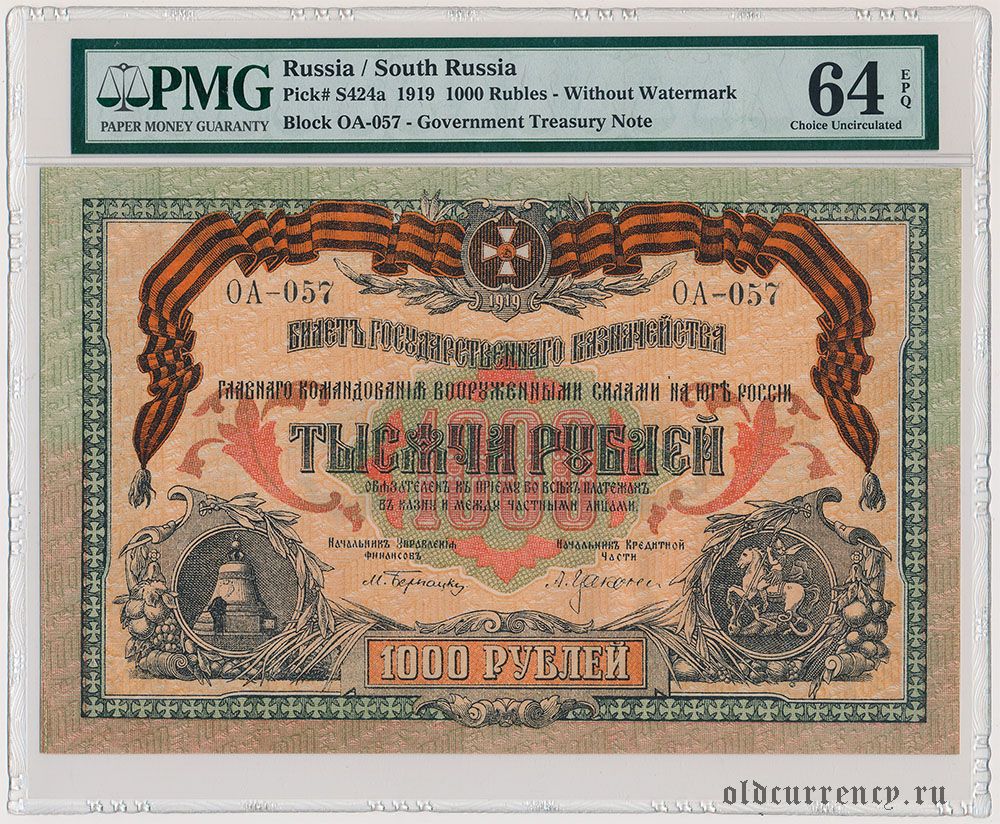 PMG
PAPER MONEY GUARANTY
Russia / South Russia
Pick# S424a 1919 1000 Rubles - Without Watermark
Block OA-057 - Government Treasury Note
64
EPQ
Choice Uncirculated
1919
ОА-057 ОА-057
БИЛЕТЪ ГОСУДАРСТВЕННАГО КАЗНАЧЕЙСТВА
ГЛАВНАГО КОМАНДОВАНІЯ ВООРУЖЕННЫМИ СИЛАМИ НА ЮГѢ РОССІИ
1000
ТЫСЯЧА РУБЛЕЙ
ОБЯЗАТЕЛЕНЪ КЪ ПРІЕМУ ВО ВСѢХЪ ПЛАТЕЖАХЪ
ВЪ КАЗНУ И МЕЖДУ ЧАСТНЫМИ ЛИЦАМИ.
1000
Начальникъ Управленія Начальникъ Кредитной
Финансовъ Части
М. Бернацкий
1000 РУБЛЕЙ
oldcurrency.ru